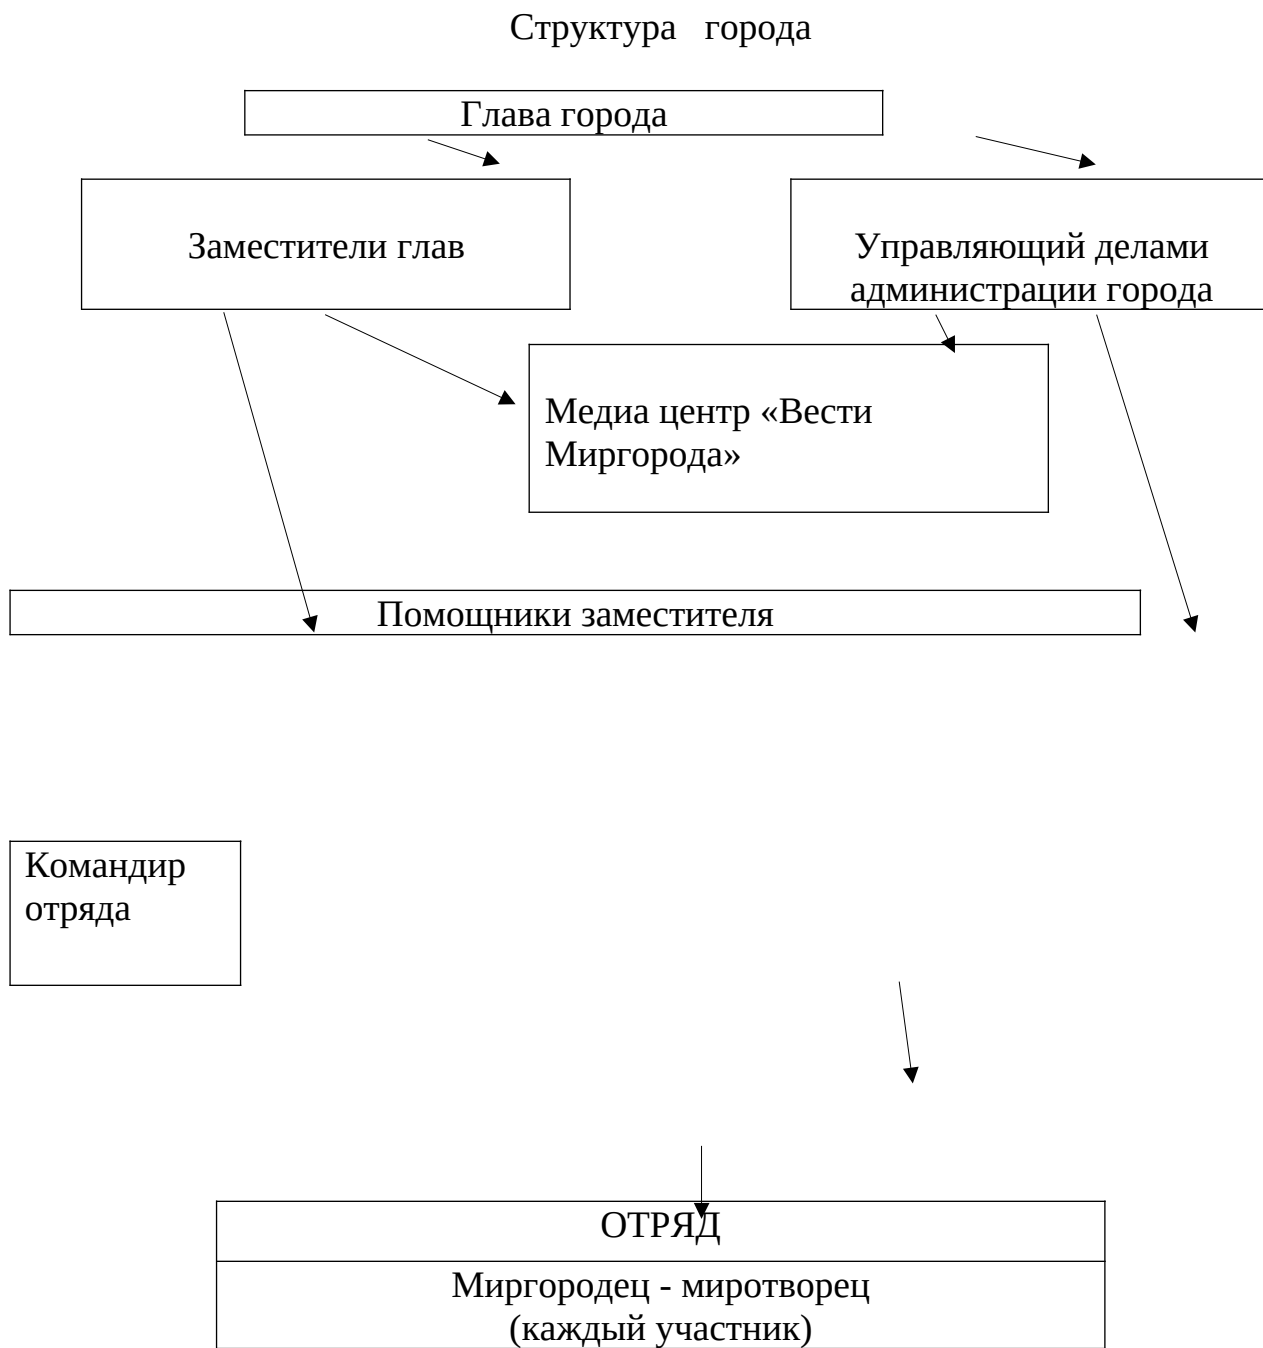 Структура города
Глава города
Заместители глав
Управляющий делами
администрации города
Медиа центр «Вести
Миргорода»
Помощники заместителя
Командир
отряда
ОТРЯД
Миргородец - миротворец
(каждый участник)